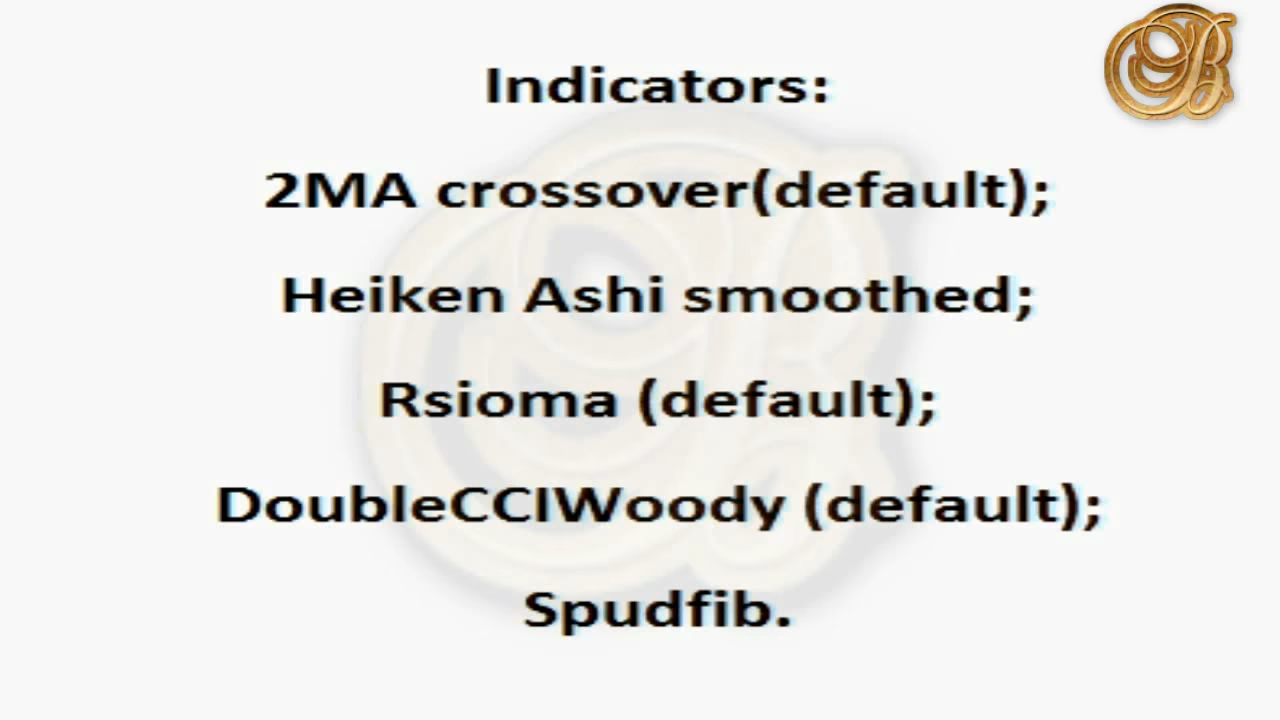 Indicators:
2MA crossover(default);
Heiken Ashi smoothed;
Rsioma (default);
DoubleCCIWoody (default);
Spudfib.